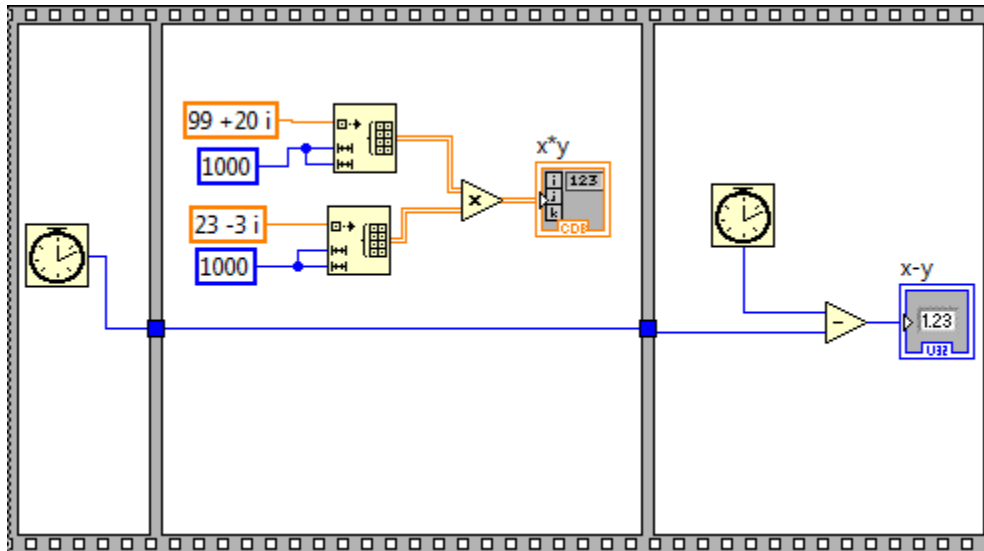 99 +20 i
1000
x*y
i
123
j
k
CDB
23 -3 i
1000
x
x-y
-
1.23
U32